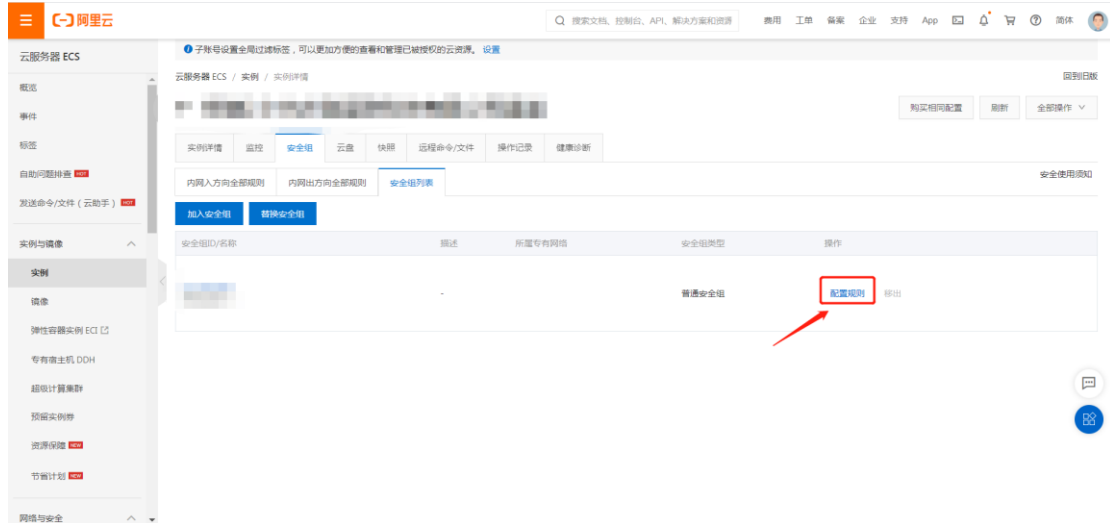 阿里云
搜索文档、控制台、API、解决方案和资源
费用 工单 备案 企业 支持 App 简体
云服务器 ECS
子账号设置全局过滤标签，可以更加方便的查看和管理已被授权的云资源。 设置
概览
事件
标签
自助问题排查 HOT
发送命令/文件（云助手） HOT
实例与镜像
实例
镜像
弹性容器实例 ECI
专有宿主机 DDH
超级计算集群
预留实例券
资源保障 NEW
节省计划 NEW
网络与安全
云服务器 ECS / 实例 / 实例详情
回到旧版
购买相同配置 刷新 全部操作
实例详情 监控 安全组 云盘 快照 远程命令/文件 操作记录 健康诊断
内网入方向全部规则 内网出方向全部规则 安全组列表
安全使用须知
加入安全组 替换安全组
安全组ID/名称 描述 所属专有网络 安全组类型 操作
- 普通安全组 配置规则 移出